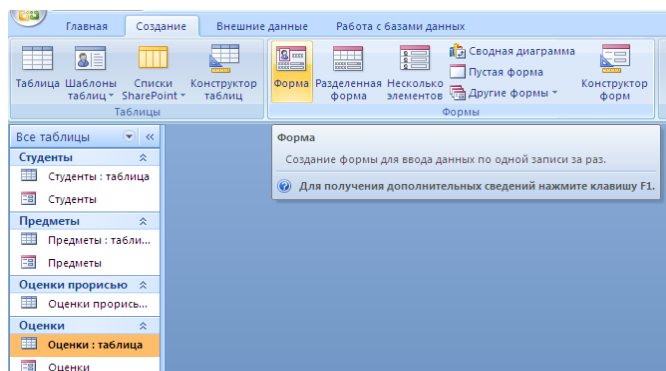 Главная Создание Внешние данные Работа с базами данных
Таблица Шаблоны таблиц Списки SharePoint Конструктор таблиц
Таблицы
Форма Разделенная форма Несколько элементов Сводная диаграмма
Пустая форма
Другие формы
Конструктор форм
Формы
Все таблицы
Студенты
Студенты : таблица
Студенты
Предметы
Предметы : табли...
Предметы
Оценки прорисью
Оценки прорись...
Оценки
Оценки : таблица
Оценки
Форма
Создание формы для ввода данных по одной записи за раз.
Для получения дополнительных сведений нажмите клавишу F1.